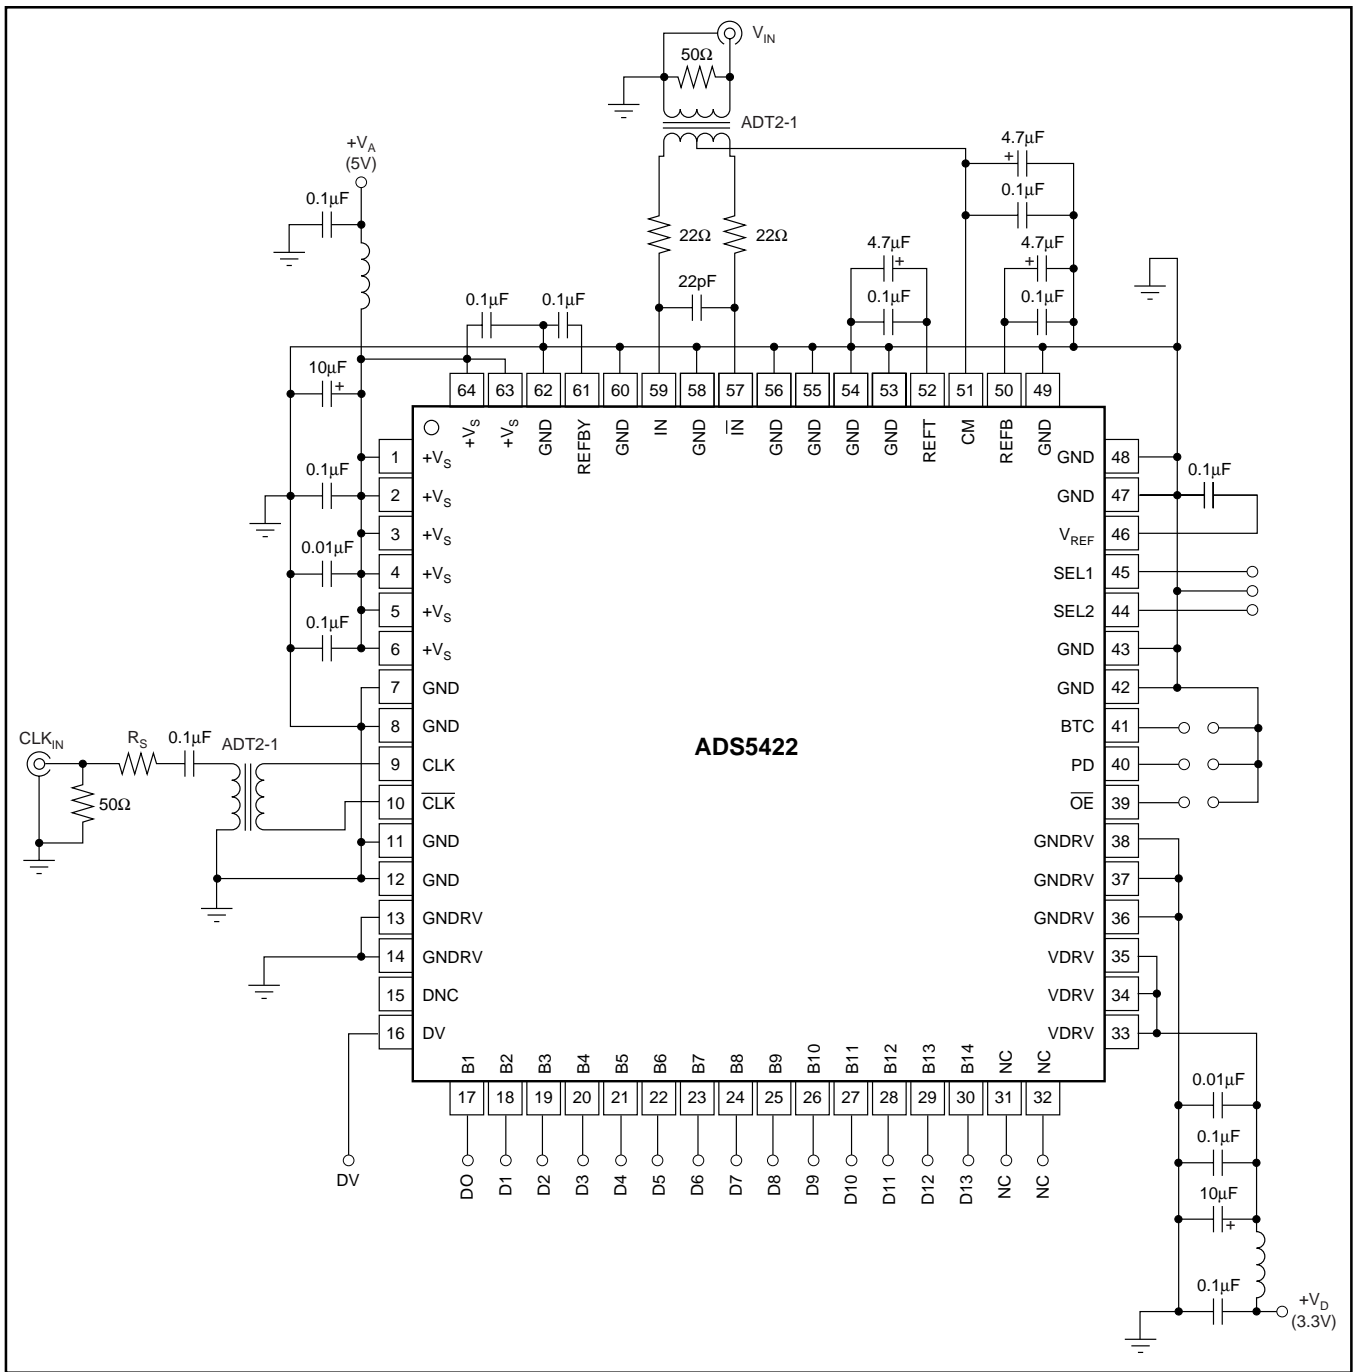 V_IN
50Ω
ADT2-1
+V_A
(5V)
0.1µF
4.7µF
+
0.1µF
22Ω
22Ω
4.7µF
+
4.7µF
+
22pF
0.1µF
0.1µF
0.1µF
0.1µF
10µF
+
64 63 62 61 60 59 58 57 56 55 54 53 52 51 50 49
+V_S
+V_S
GND
REFBY
GND
IN
GND
I̅N̅
GND
GND
GND
GND
REFT
CM
REFB
GND
1 +V_S
0.1µF
2 +V_S
3 +V_S
0.01µF
4 +V_S
5 +V_S
0.1µF
6 +V_S
7 GND
8 GND
CLK_IN
R_S
0.1µF
ADT2-1
50Ω
9 CLK
10 C̅L̅K̅
11 GND
12 GND
13 GNDRV
14 GNDRV
15 DNC
16 DV
ADS5422
GND 48
0.1µF
GND 47
V_REF 46
SEL1 45
SEL2 44
GND 43
GND 42
BTC 41
PD 40
O̅E̅ 39
GNDRV 38
GNDRV 37
GNDRV 36
VDRV 35
VDRV 34
VDRV 33
B1
B2
B3
B4
B5
B6
B7
B8
B9
B10
B11
B12
B13
B14
NC
NC
17 18 19 20 21 22 23 24 25 26 27 28 29 30 31 32
DV
DO
D1
D2
D3
D4
D5
D6
D7
D8
D9
D10
D11
D12
D13
NC
NC
0.01µF
0.1µF
10µF
+
0.1µF
+V_D
(3.3V)